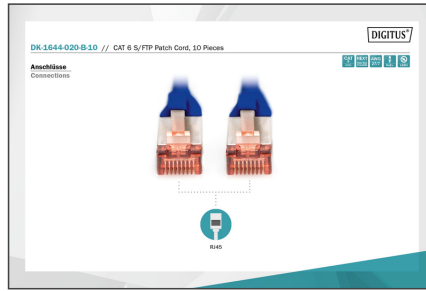 DIGITUS®
DK-1644-020-B-10 // CAT 6 S/FTP Patch Cord, 10 Pieces
Anschlüsse
Connections
RJ45